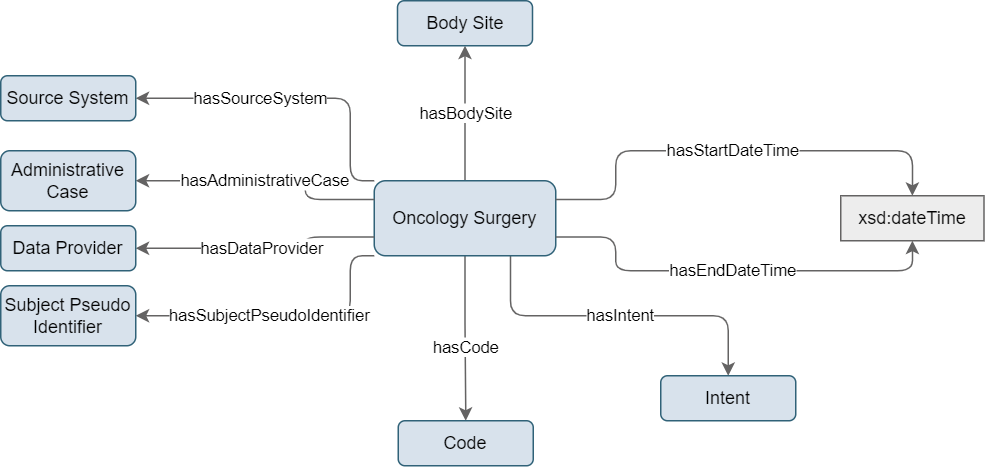 Body Site
Source System
hasSourceSystem
hasBodySite
hasStartDateTime
Administrative
Case
hasAdministrativeCase
Oncology Surgery
xsd:dateTime
Data Provider
hasDataProvider
hasEndDateTime
Subject Pseudo
Identifier
hasSubjectPseudoIdentifier
hasIntent
hasCode
Intent
Code